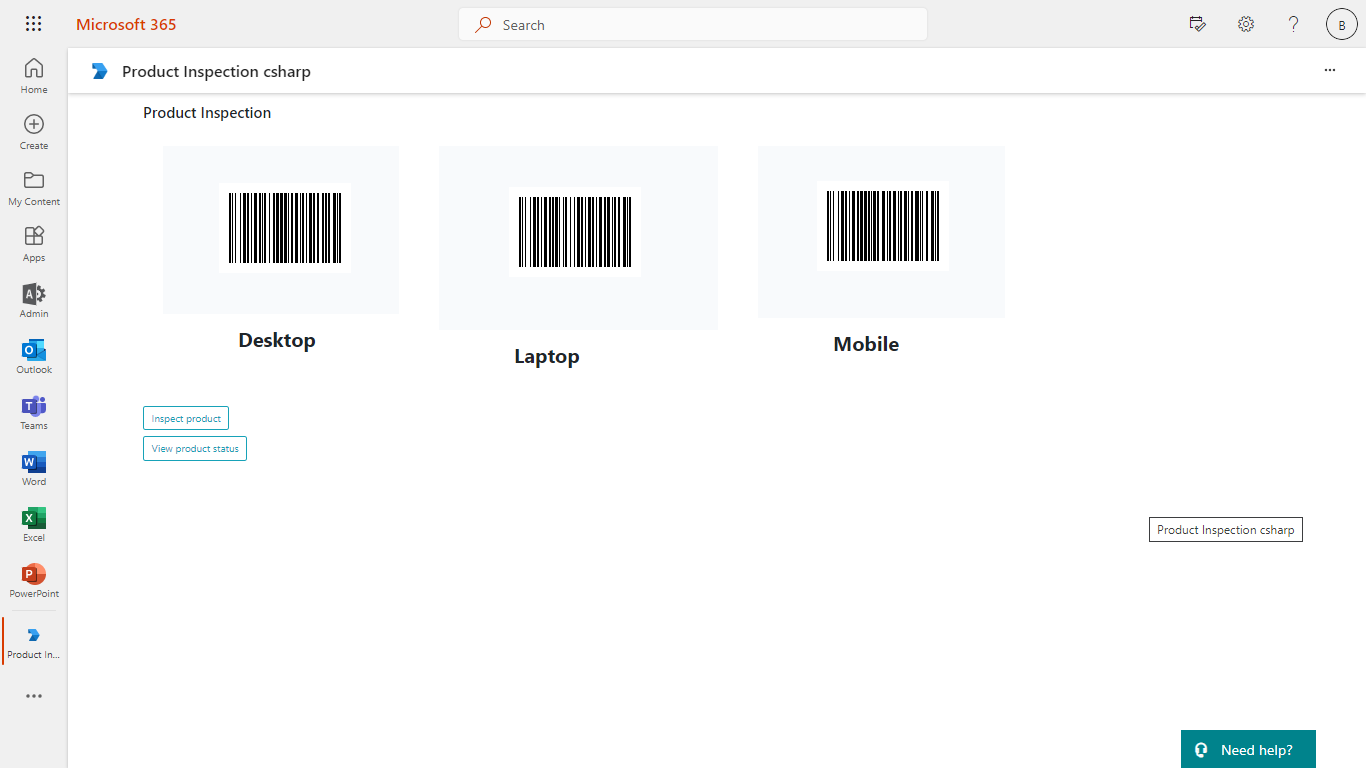 Microsoft 365
Search
B
Product Inspection csharp
Home
Create
My Content
Apps
Admin
Outlook
Teams
Word
Excel
PowerPoint
Product In...
Product Inspection
Desktop
Laptop
Mobile
Inspect product
View product status
Product Inspection csharp
Need help?